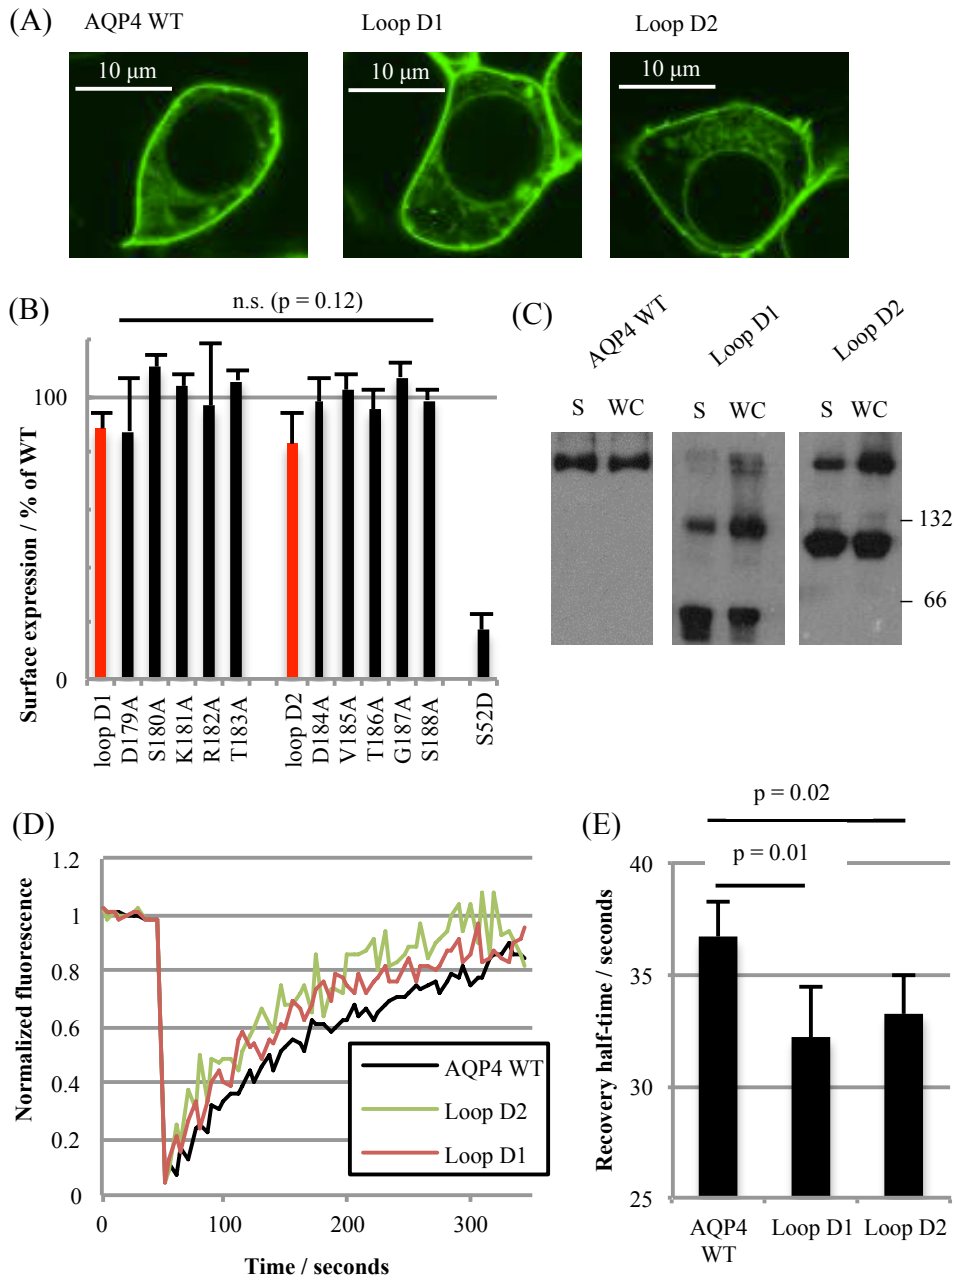 (A)
AQP4 WT
Loop D1
Loop D2
10 µm
10 µm
10 µm
(B)
n.s. (p = 0.12)
Surface expression / % of WT
100
0
loop D1
D179A
S180A
K181A
R182A
T183A
loop D2
D184A
V185A
T186A
G187A
S188A
S52D
(C)
AQP4 WT
Loop D1
Loop D2
S WC
S WC
S WC
132
66
(D)
Normalized fluorescence
1.2
1
0.8
0.6
0.4
0.2
0
0 100 200 300
Time / seconds
AQP4 WT
Loop D2
Loop D1
(E)
p = 0.02
p = 0.01
Recovery half-time / seconds
40
35
30
25
AQP4 WT
Loop D1
Loop D2